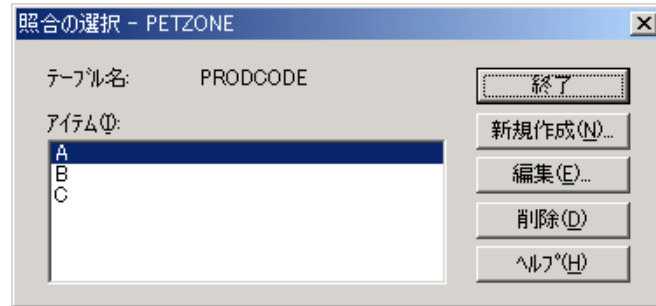 照合の選択 - PETZONE
ﾃｰﾌﾞﾙ名: PRODCODE
終了
ｱｲﾃﾑ(I):
新規作成(N)...
A
B
C
編集(E)...
削除(D)
ﾍﾙﾌﾟ(H)